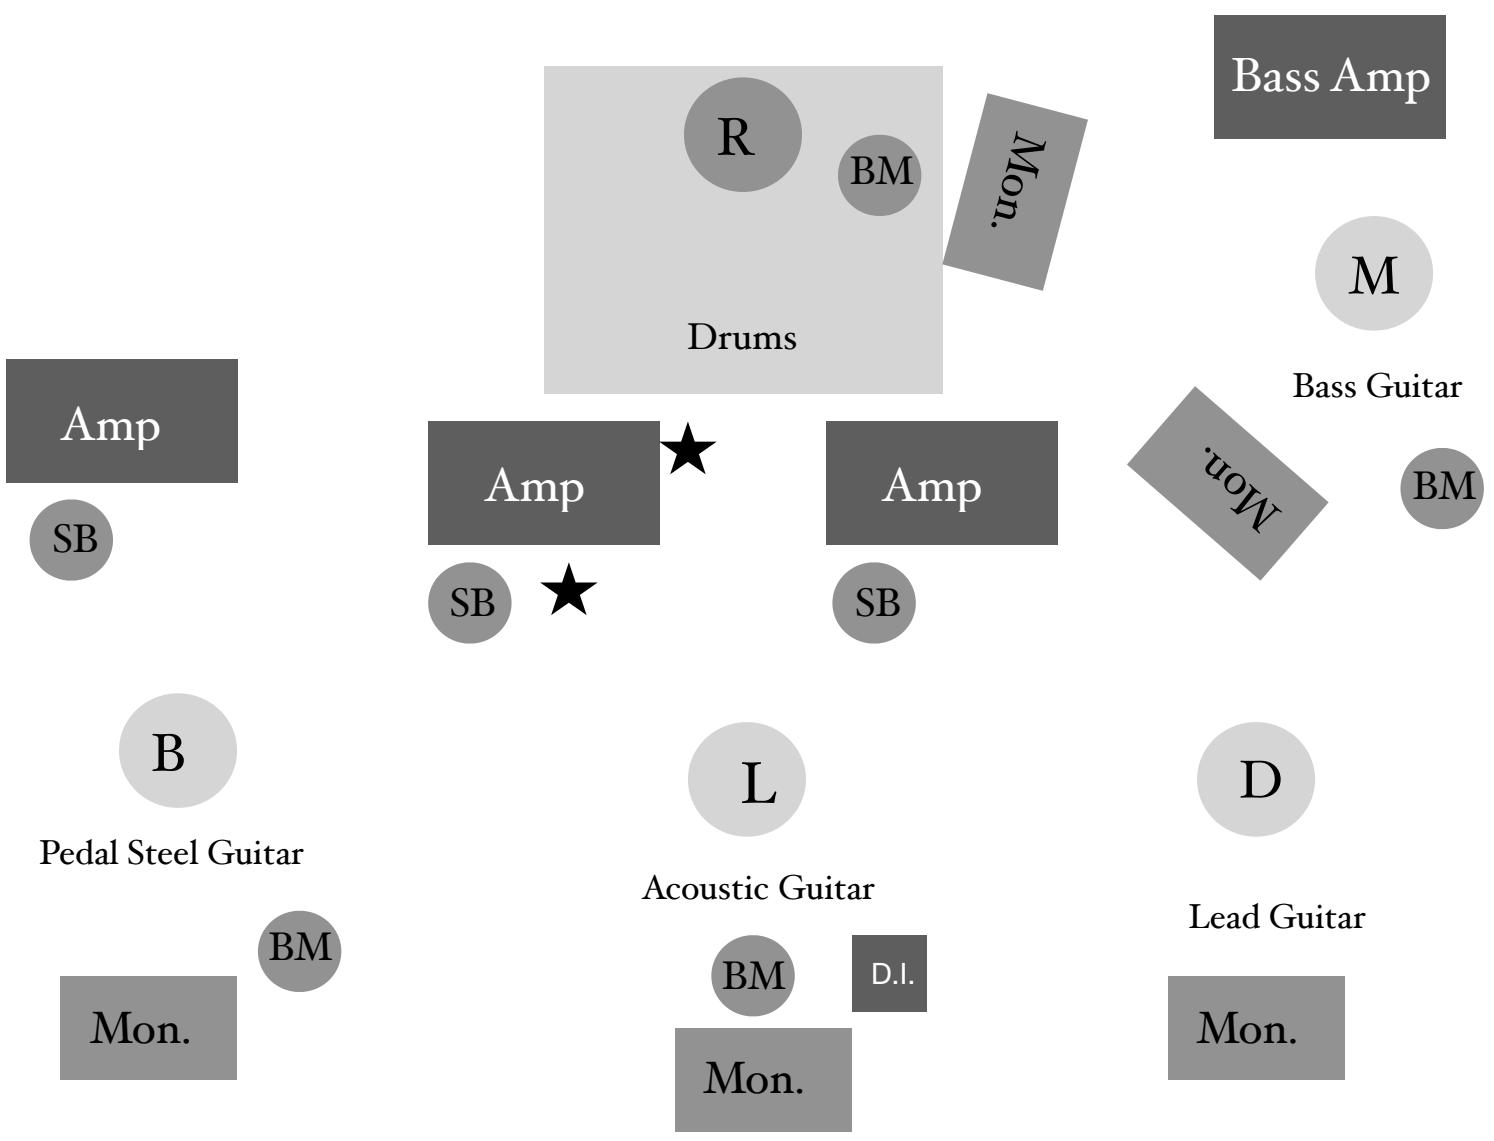 Bass Amp
R
BM
Mon.
M
Drums
Bass Guitar
Amp
Amp
Amp
Mon.
BM
SB
SB
SB
B
L
D
Pedal Steel Guitar
Acoustic Guitar
Lead Guitar
BM
BM
D.I.
Mon.
Mon.
Mon.